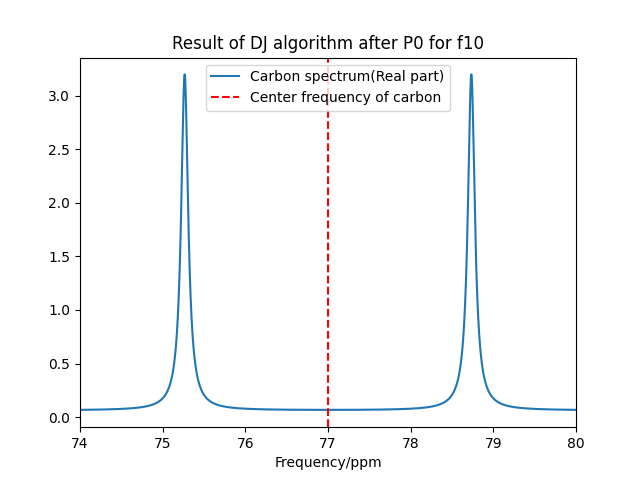 Result of DJ algorithm after P0 for f10
Carbon spectrum(Real part)
Center frequency of carbon
3.0
2.5
2.0
1.5
1.0
0.5
0.0
74 75 76 77 78 79 80
Frequency/ppm